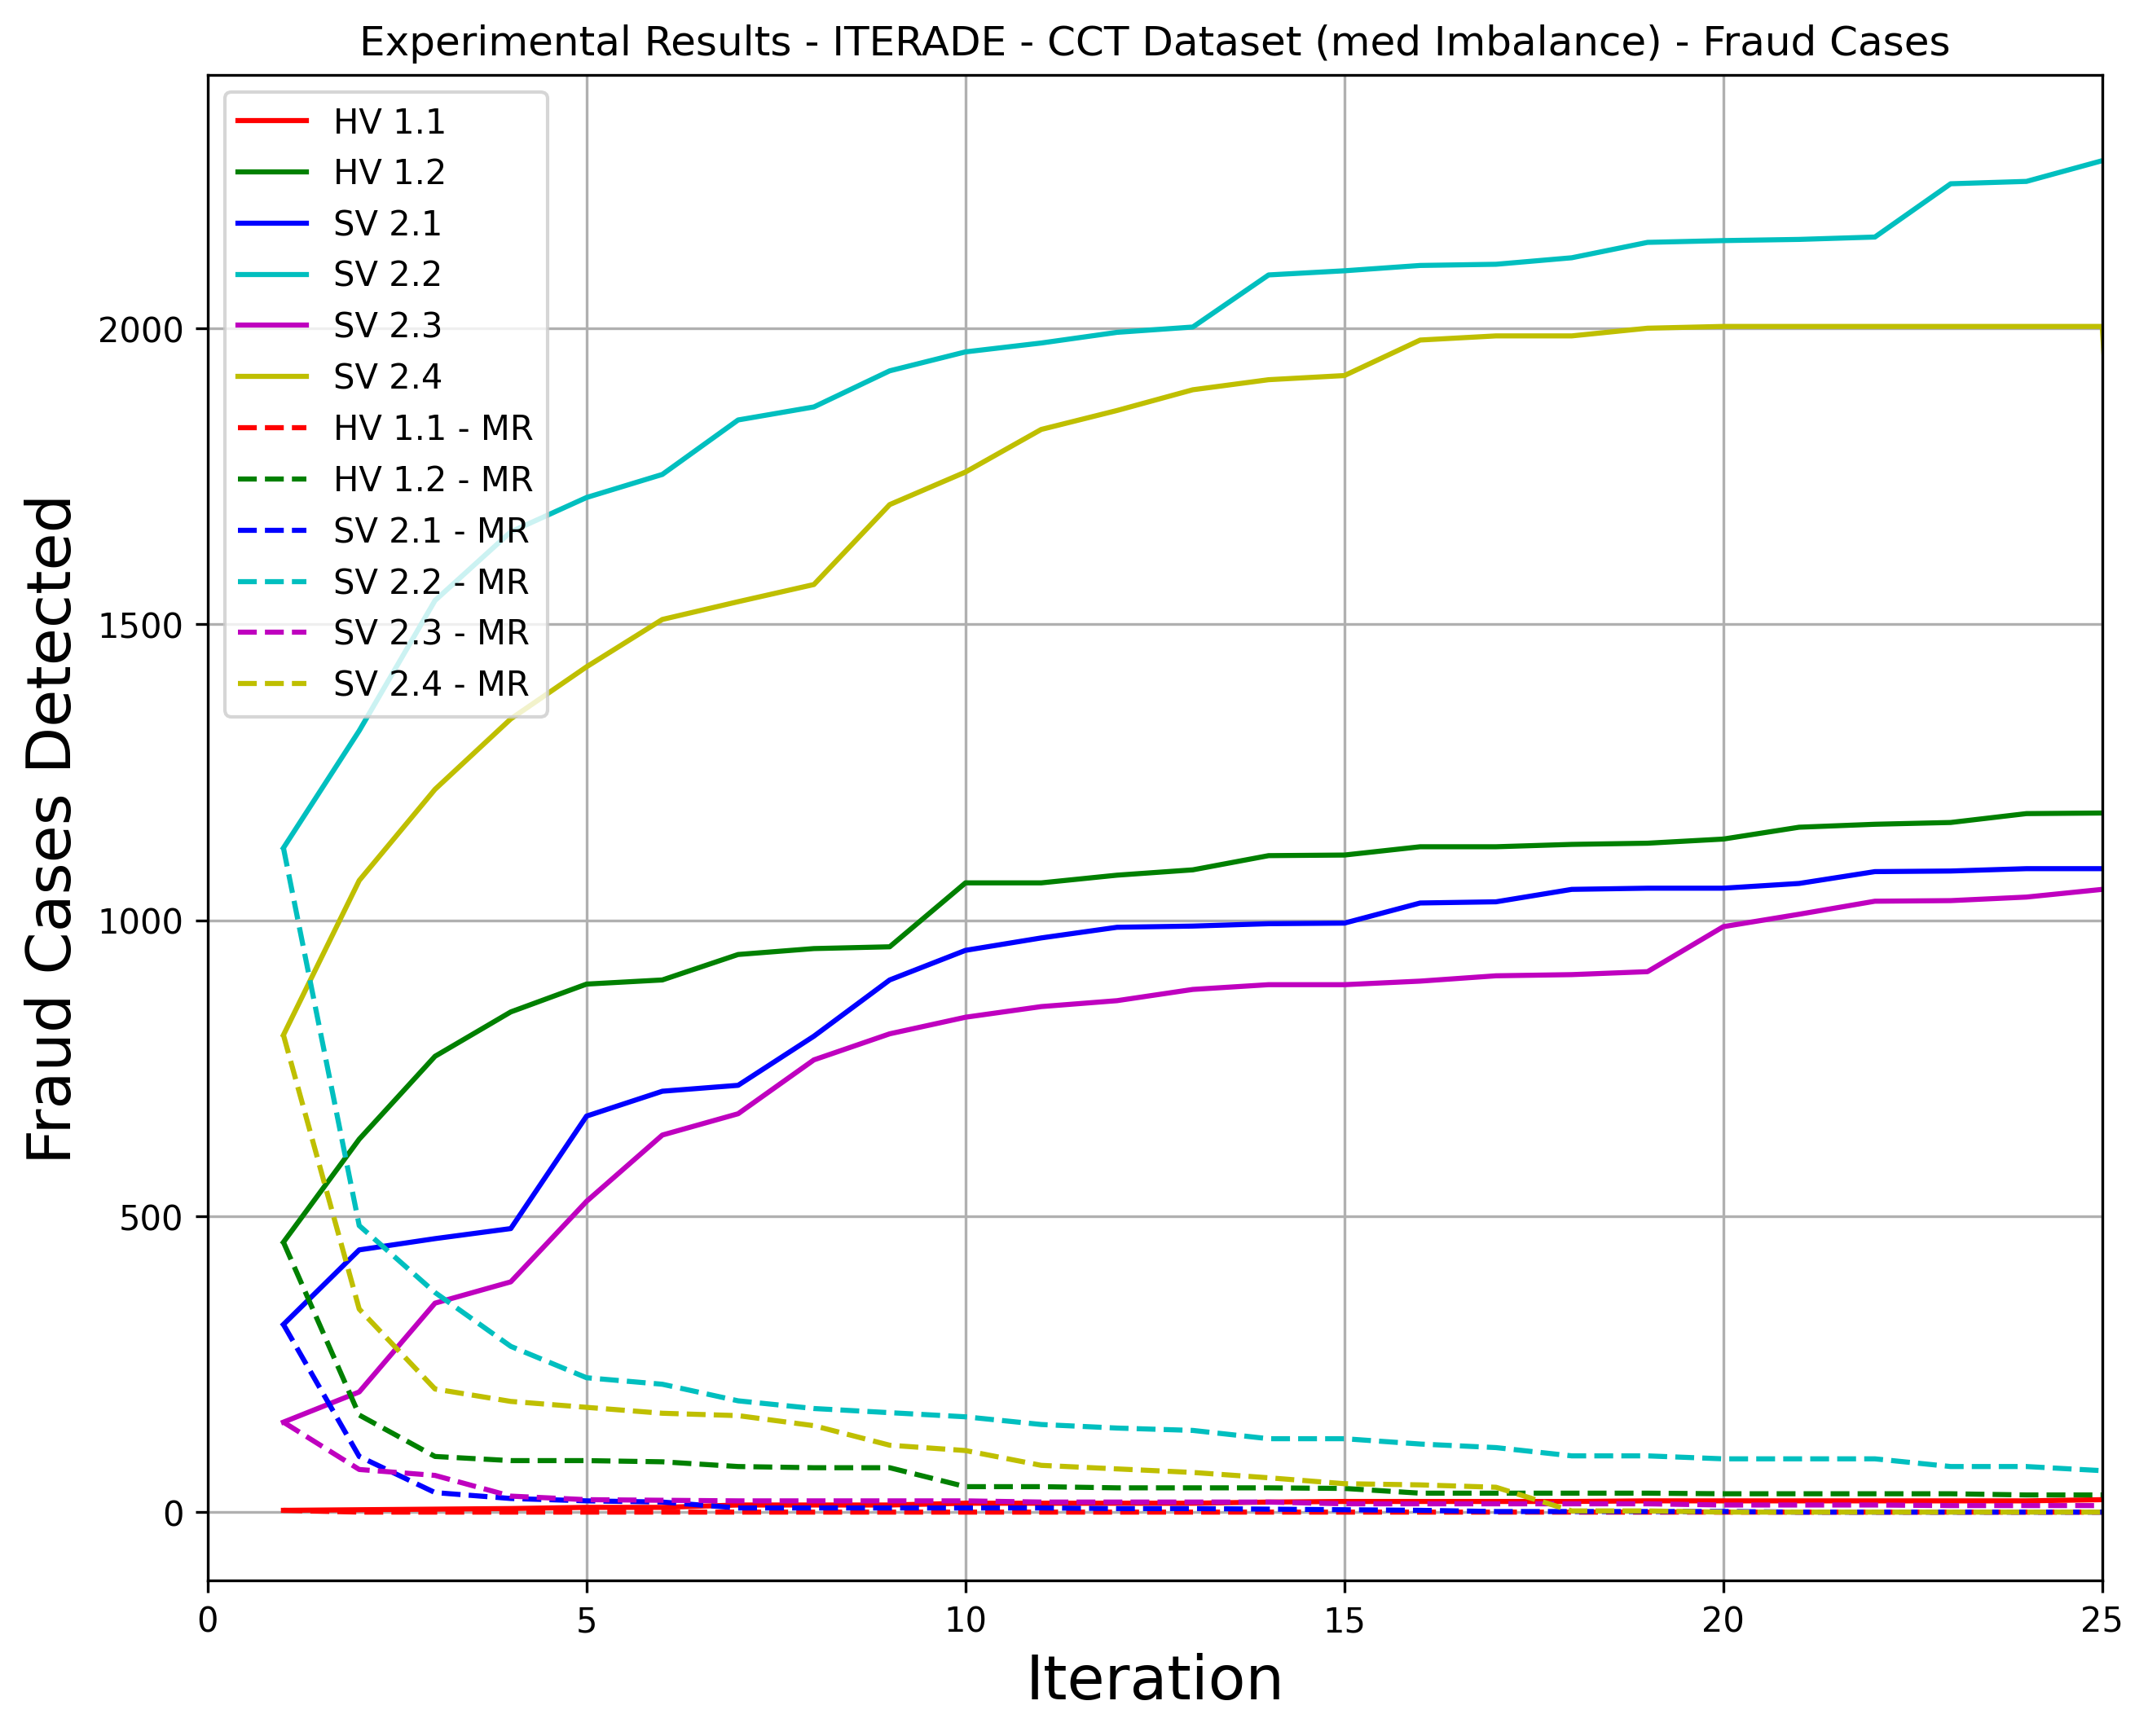 Experimental Results - ITERADE - CCT Dataset (med Imbalance) - Fraud Cases
HV 1.1
HV 1.2
SV 2.1
SV 2.2
SV 2.3
SV 2.4
HV 1.1 - MR
HV 1.2 - MR
SV 2.1 - MR
SV 2.2 - MR
SV 2.3 - MR
SV 2.4 - MR
Fraud Cases Detected
2000
1500
1000
500
0
0 5 10 15 20 25
Iteration